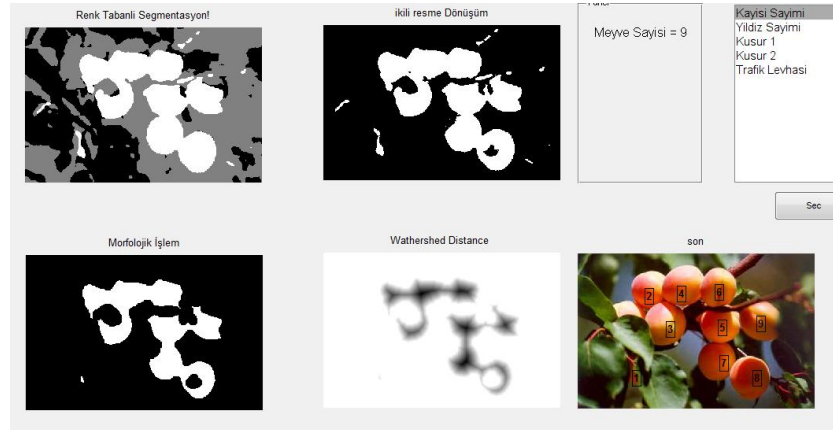 Renk Tabanli Segmentasyon!
ikili resme Dönüşüm
Meyve Sayisi = 9
Kayisi Sayimi
Yildiz Sayimi
Kusur 1
Kusur 2
Trafik Levhasi
Sec
Morfolojik İşlem
Wathershed Distance
son
2
4
6
3
5
9
7
1
8